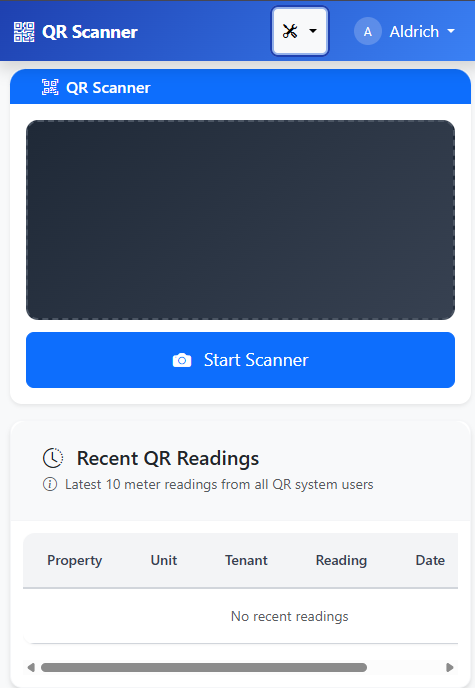 QR Scanner
A Aldrich
QR Scanner
Start Scanner
Recent QR Readings
Latest 10 meter readings from all QR system users
Property Unit Tenant Reading Date
No recent readings